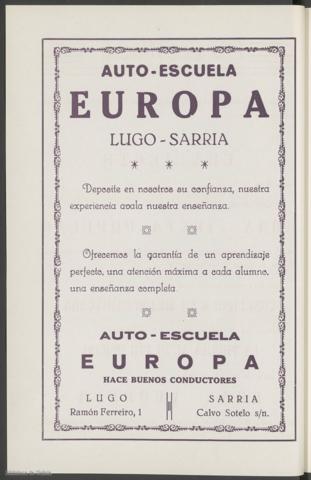 AUTO-ESCUELA
EUROPA
LUGO-SARRIA
* * *
Deposite en nosotros su confianza, nuestra
experiencia avala nuestra enseñanza.
Ofrecemos la garantía de un aprendizaje
perfecto, una atención máxima a cada alumno,
una enseñanza completa.
AUTO-ESCUELA
EUROPA
HACE BUENOS CONDUCTORES
LUGO
Ramón Ferreiro, 1
SARRIA
Calvo Sotelo s/n.